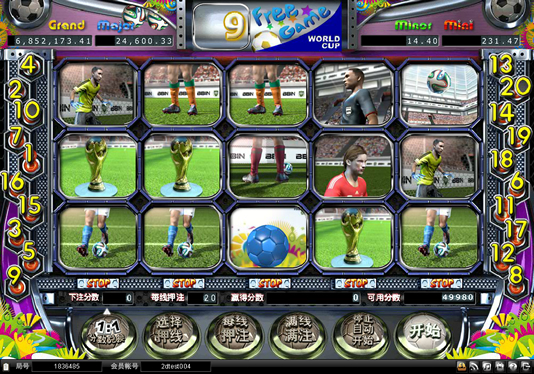 Grand Major 9 Free Game Minor Mini
6,852,173.41 24,600.33 WORLD CUP 14.40 231.47
4 13
2 20
10 14
7 19
1 18
16 6
15 11
3 17
5 12
9 8
STOP STOP STOP STOP STOP
下注分数 0 每线押注 20 赢得分数 0 可用分数 49980
1:1 选择押线 每线押注 满线满注 停止自动开始 开始
局号 1836485 会员帐号 2dtest004